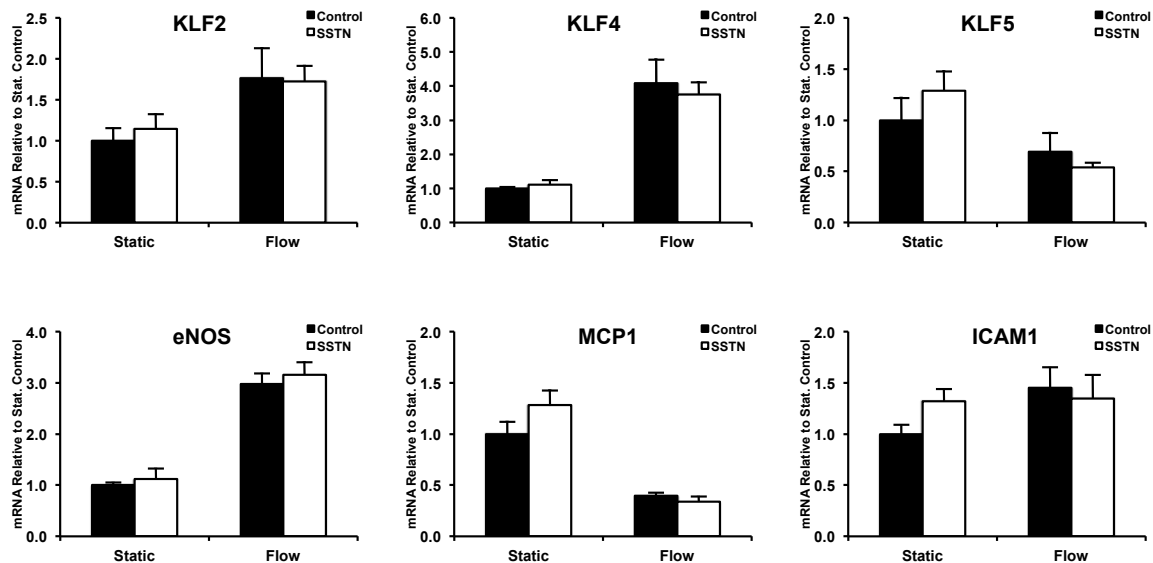 KLF2
Control
SSTN
mRNA Relative to Stat. Control
2.5
2.0
1.5
1.0
0.5
0.0
Static Flow
KLF4
Control
SSTN
mRNA Relative to Stat. Control
6.0
5.0
4.0
3.0
2.0
1.0
0.0
Static Flow
KLF5
Control
SSTN
mRNA Relative to Stat. Control
2.0
1.5
1.0
0.5
0.0
Static Flow
eNOS
Control
SSTN
mRNA Relative to Stat. Control
4.0
3.0
2.0
1.0
0.0
Static Flow
MCP1
Control
SSTN
mRNA Relative to Stat. Control
2.0
1.5
1.0
0.5
0.0
Static Flow
ICAM1
Control
SSTN
mRNA Relative to Stat. Control
2.0
1.5
1.0
0.5
0.0
Static Flow